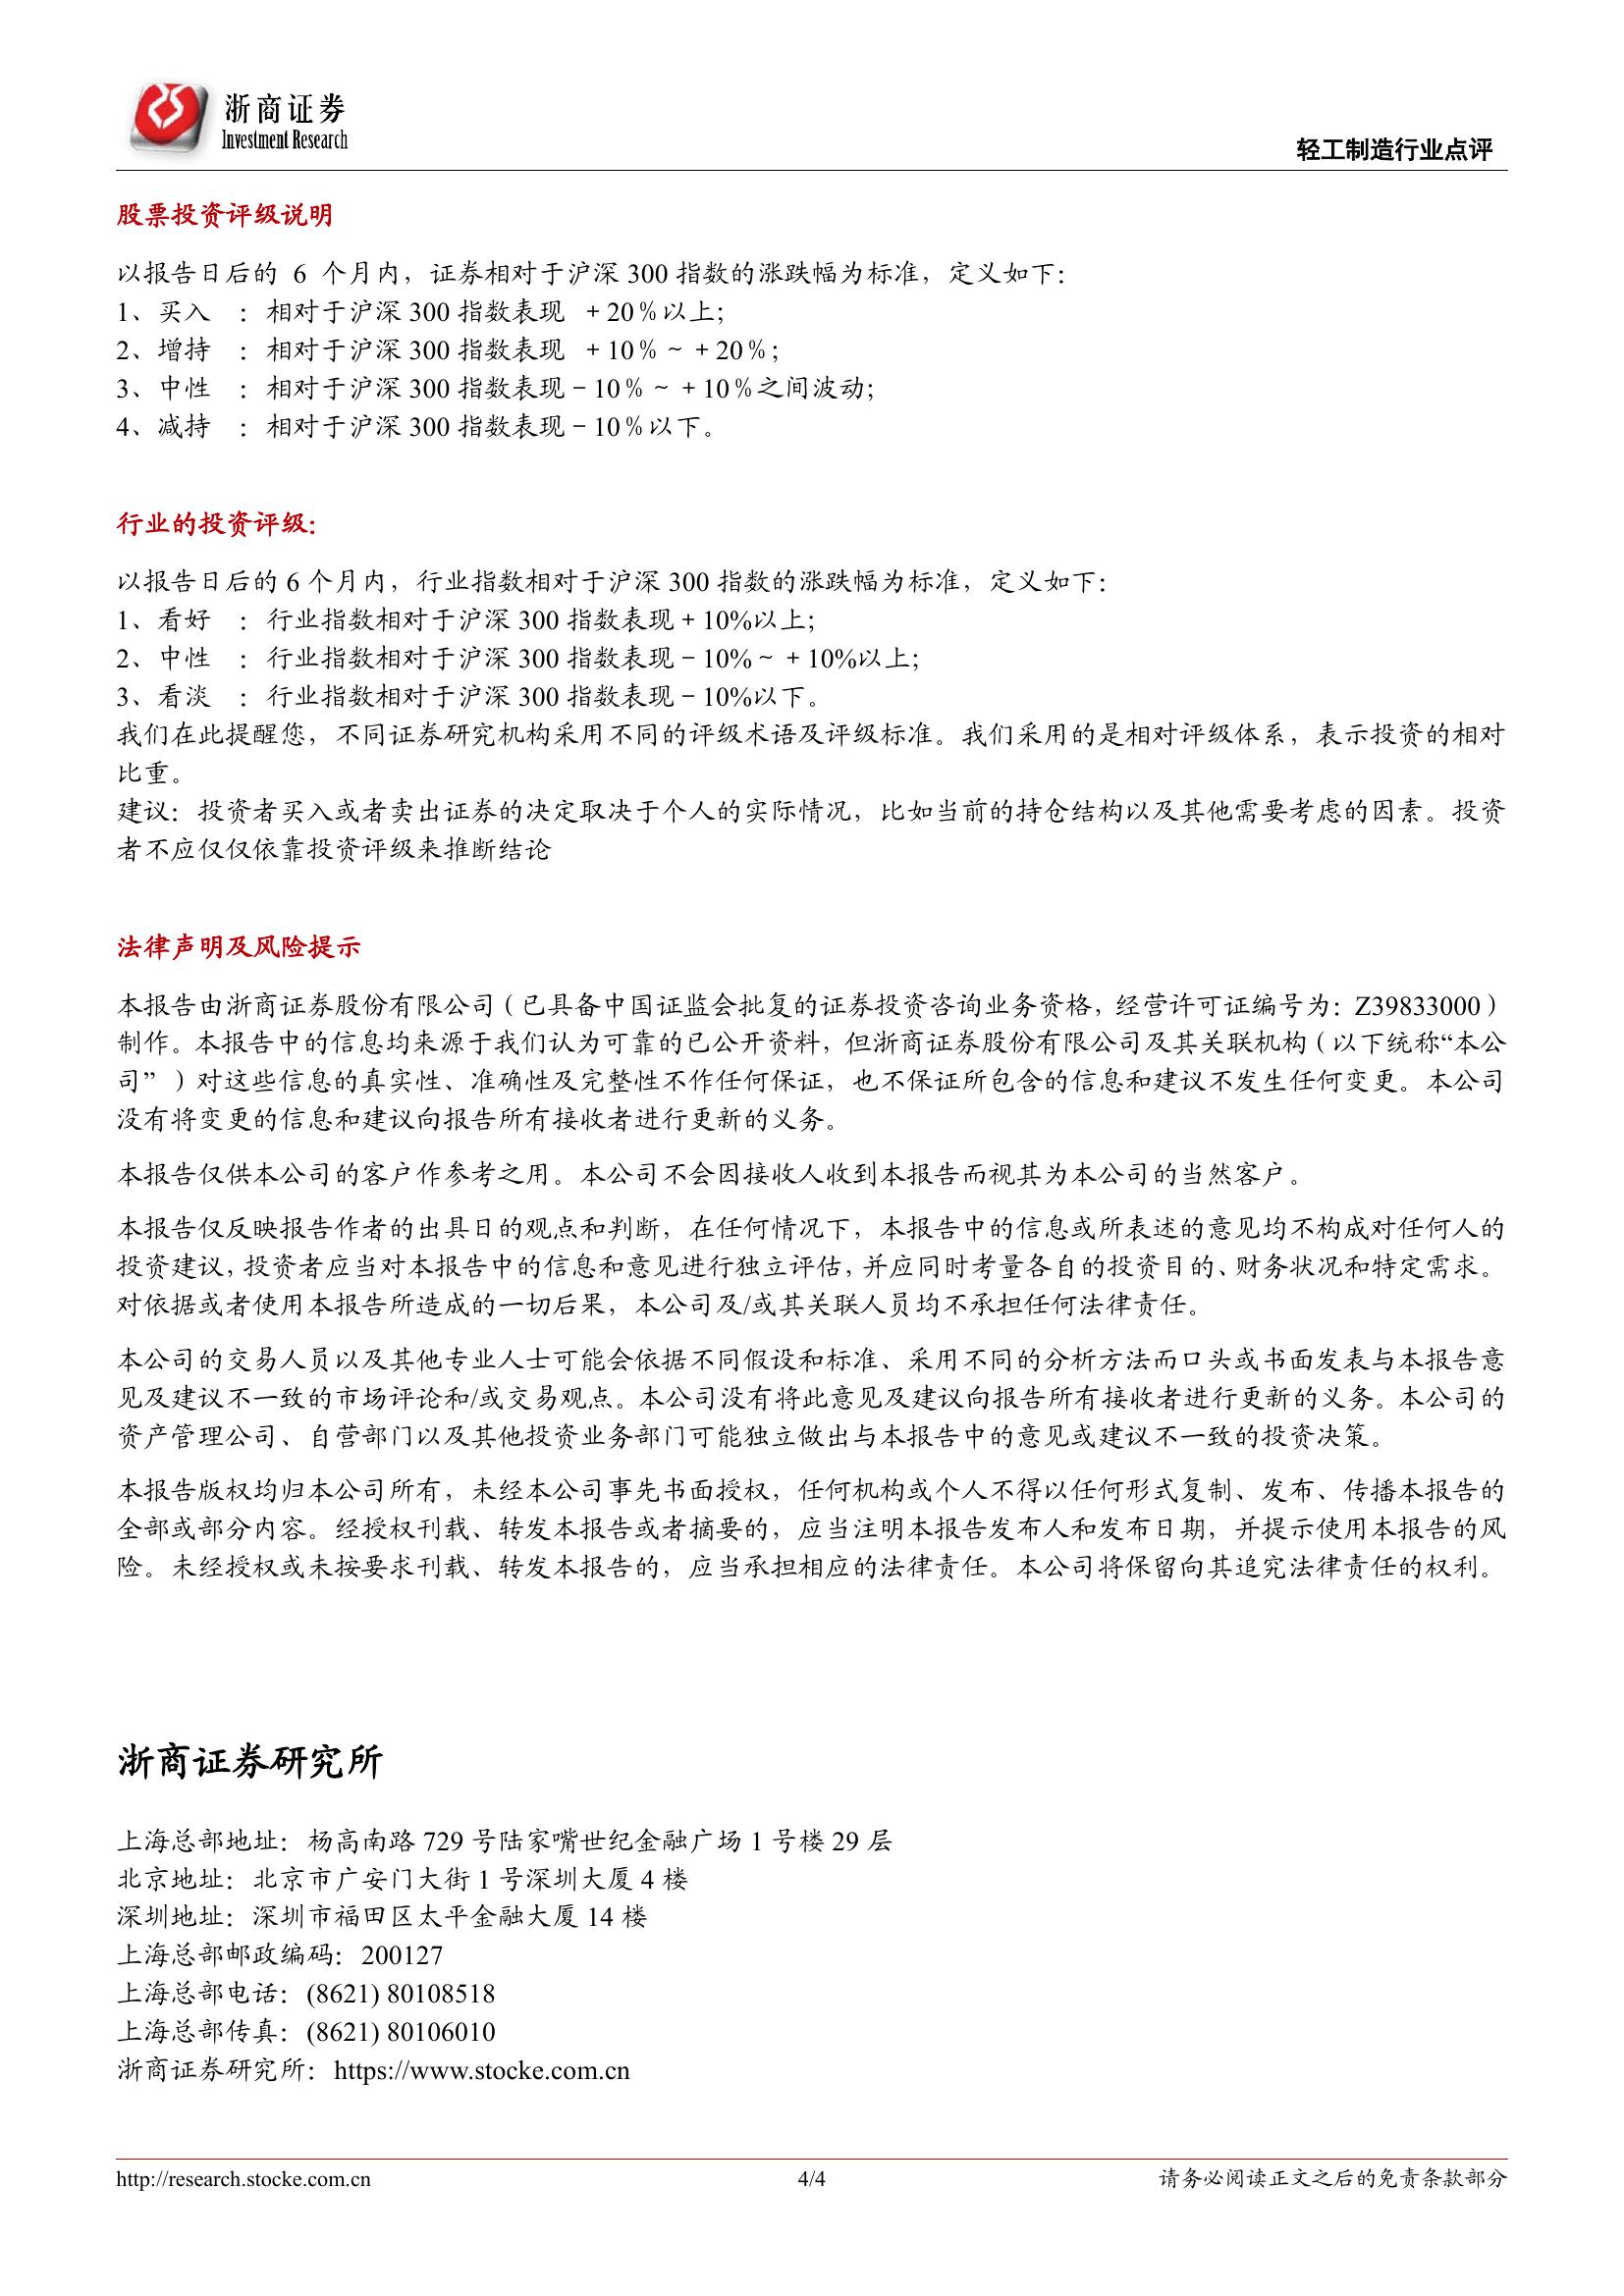 浙商证券
Investment Research
轻工制造行业点评
股票投资评级说明
以报告日后的 6 个月内，证券相对于沪深 300 指数的涨跌幅为标准，定义如下：
1、买入 ：相对于沪深 300 指数表现 ＋20％以上；
2、增持 ：相对于沪深 300 指数表现 ＋10％～＋20％；
3、中性 ：相对于沪深 300 指数表现－10％～＋10％之间波动；
4、减持 ：相对于沪深 300 指数表现－10％以下。
行业的投资评级：
以报告日后的 6 个月内，行业指数相对于沪深 300 指数的涨跌幅为标准，定义如下：
1、看好 ：行业指数相对于沪深 300 指数表现＋10%以上；
2、中性 ：行业指数相对于沪深 300 指数表现－10%～＋10%以上；
3、看淡 ：行业指数相对于沪深 300 指数表现－10%以下。
我们在此提醒您，不同证券研究机构采用不同的评级术语及评级标准。我们采用的是相对评级体系，表示投资的相对
比重。
建议：投资者买入或者卖出证券的决定取决于个人的实际情况，比如当前的持仓结构以及其他需要考虑的因素。投资
者不应仅仅依靠投资评级来推断结论
法律声明及风险提示
本报告由浙商证券股份有限公司（已具备中国证监会批复的证券投资咨询业务资格，经营许可证编号为：Z39833000）
制作。本报告中的信息均来源于我们认为可靠的已公开资料，但浙商证券股份有限公司及其关联机构（以下统称“本公
司”）对这些信息的真实性、准确性及完整性不作任何保证，也不保证所包含的信息和建议不发生任何变更。本公司
没有将变更的信息和建议向报告所有接收者进行更新的义务。
本报告仅供本公司的客户作参考之用。本公司不会因接收人收到本报告而视其为本公司的当然客户。
本报告仅反映报告作者的出具日的观点和判断，在任何情况下，本报告中的信息或所表述的意见均不构成对任何人的
投资建议，投资者应当对本报告中的信息和意见进行独立评估，并应同时考量各自的投资目的、财务状况和特定需求。
对依据或者使用本报告所造成的一切后果，本公司及/或其关联人员均不承担任何法律责任。
本公司的交易人员以及其他专业人士可能会依据不同假设和标准、采用不同的分析方法而口头或书面发表与本报告意
见及建议不一致的市场评论和/或交易观点。本公司没有将此意见及建议向报告所有接收者进行更新的义务。本公司的
资产管理公司、自营部门以及其他投资业务部门可能独立做出与本报告中的意见或建议不一致的投资决策。
本报告版权均归本公司所有，未经本公司事先书面授权，任何机构或个人不得以任何形式复制、发布、传播本报告的
全部或部分内容。经授权刊载、转发本报告或者摘要的，应当注明本报告发布人和发布日期，并提示使用本报告的风
险。未经授权或未按要求刊载、转发本报告的，应当承担相应的法律责任。本公司将保留向其追究法律责任的权利。
浙商证券研究所
上海总部地址：杨高南路 729 号陆家嘴世纪金融广场 1 号楼 29 层
北京地址：北京市广安门大街 1 号深圳大厦 4 楼
深圳地址：深圳市福田区太平金融大厦 14 楼
上海总部邮政编码：200127
上海总部电话：(8621) 80108518
上海总部传真：(8621) 80106010
浙商证券研究所：https://www.stocke.com.cn
http://research.stocke.com.cn
4/4
请务必阅读正文之后的免责条款部分